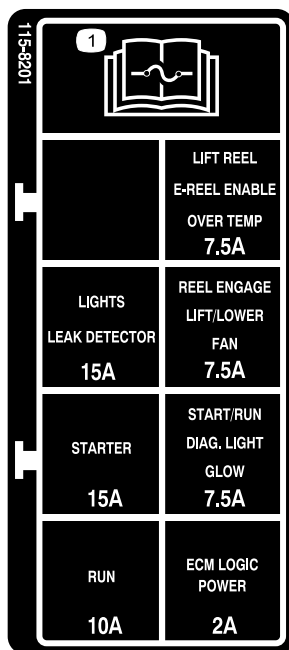 115-8201
1
LIFT REEL
E-REEL ENABLE
OVER TEMP
7.5A
LIGHTS
LEAK DETECTOR
15A
REEL ENGAGE
LIFT/LOWER
FAN
7.5A
STARTER
15A
START/RUN
DIAG. LIGHT
GLOW
7.5A
RUN
10A
ECM LOGIC
POWER
2A